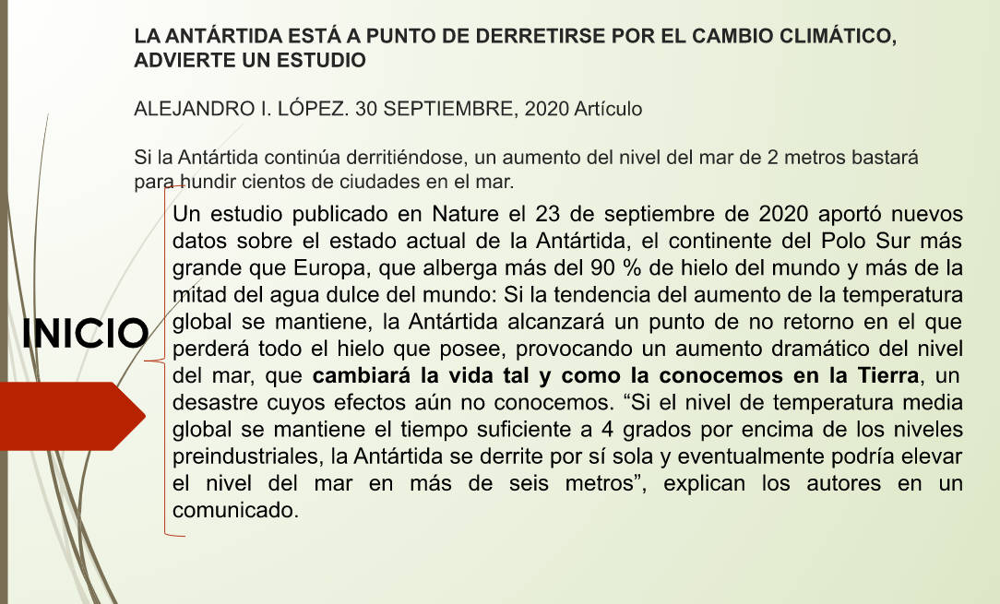 LA ANTÁRTIDA ESTÁ A PUNTO DE DERRETIRSE POR EL CAMBIO CLIMÁTICO,
ADVIERTE UN ESTUDIO
ALEJANDRO I. LÓPEZ. 30 SEPTIEMBRE, 2020 Artículo
Si la Antártida continúa derritiéndose, un aumento del nivel del mar de 2 metros bastará
para hundir cientos de ciudades en el mar.
INICIO
Un estudio publicado en Nature el 23 de septiembre de 2020 aportó nuevos
datos sobre el estado actual de la Antártida, el continente del Polo Sur más
grande que Europa, que alberga más del 90 % de hielo del mundo y más de la
mitad del agua dulce del mundo: Si la tendencia del aumento de la temperatura
global se mantiene, la Antártida alcanzará un punto de no retorno en el que
perderá todo el hielo que posee, provocando un aumento dramático del nivel
del mar, que cambiará la vida tal y como la conocemos en la Tierra, un
desastre cuyos efectos aún no conocemos. “Si el nivel de temperatura media
global se mantiene el tiempo suficiente a 4 grados por encima de los niveles
preindustriales, la Antártida se derrite por sí sola y eventualmente podría elevar
el nivel del mar en más de seis metros”, explican los autores en un
comunicado.